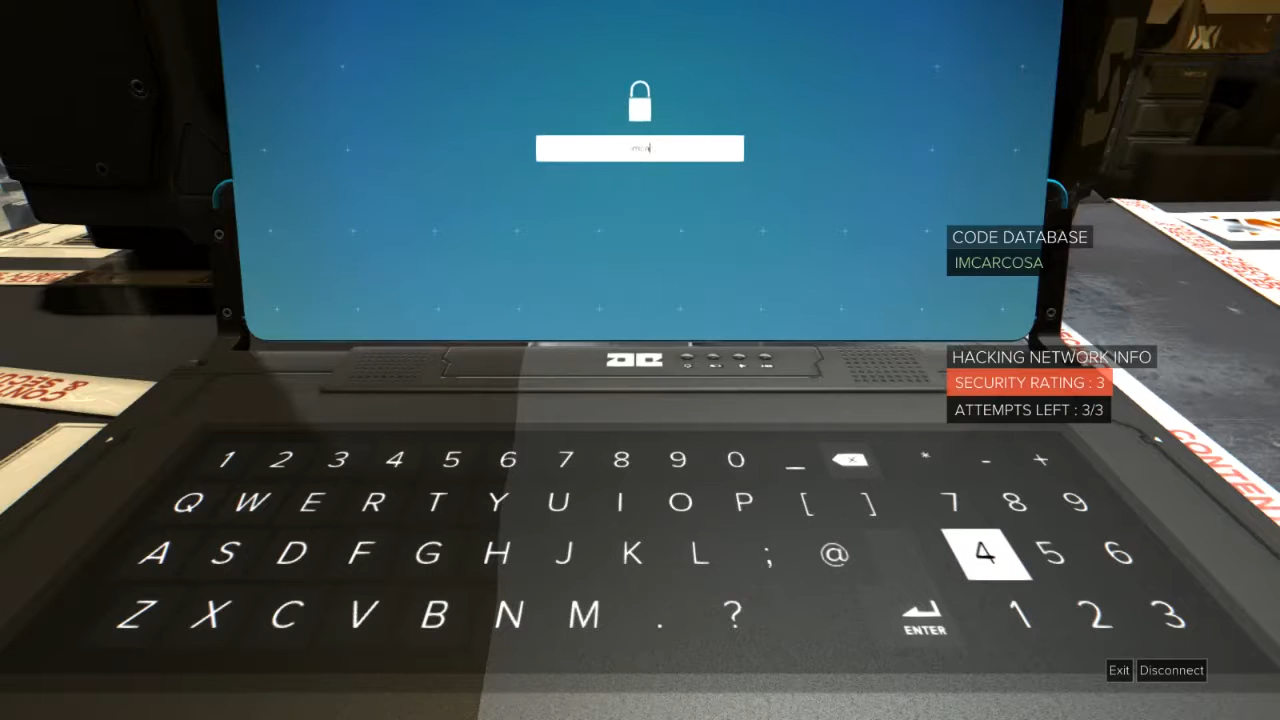 imca
CODE DATABASE
IMCARCOSA
HACKING NETWORK INFO
SECURITY RATING : 3
ATTEMPTS LEFT : 3/3
1 2 3 4 5 6 7 8 9 0 _ * - +
Q W E R T Y U I O P [ ] 7 8 9
A S D F G H J K L ; @ 4 5 6
Z X C V B N M . ? ENTER 1 2 3
CONTEN
Exit Disconnect